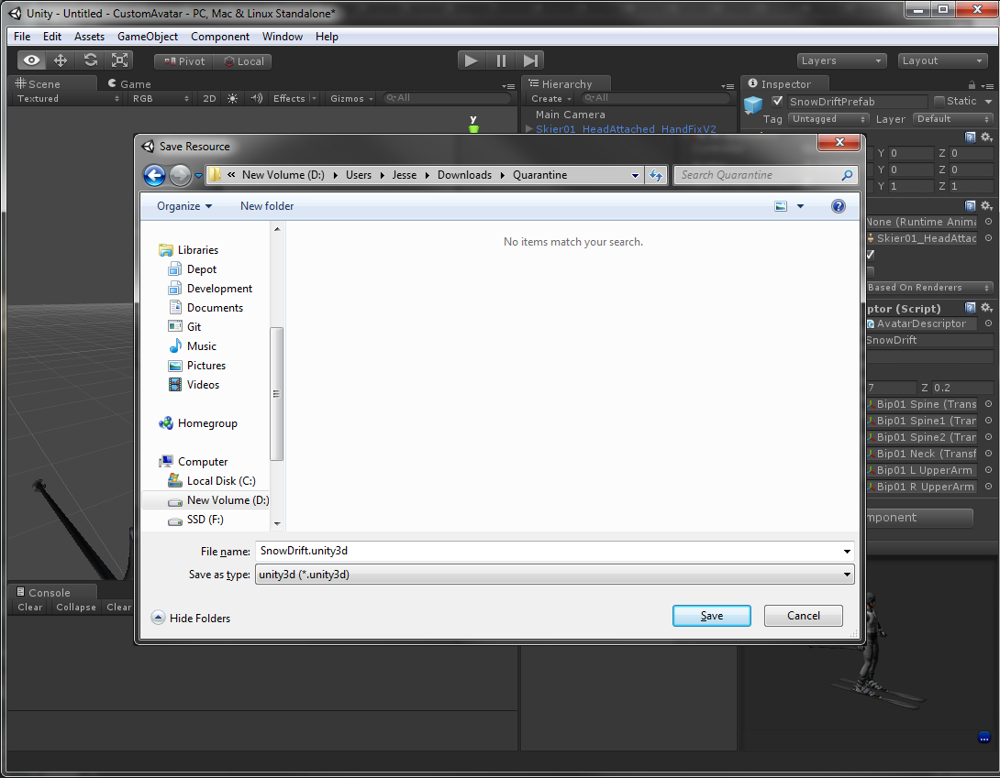 Unity - Untitled - CustomAvatar - PC, Mac & Linux Standalone*
File Edit Assets GameObject Component Window Help
Pivot Local Layers Layout
Scene Game Hierarchy Inspector
Textured RGB 2D Effects Gizmos All Create All SnowDriftPrefab Static
Main Camera Tag Untagged Layer Default
y Skier01_HeadAttached_HandFixV2
Save Resource
« New Volume (D:) Users Jesse Downloads Quarantine Search Quarantine
Y 0 Z 0
Y 0 Z 0
Y 1 Z 1
Organize New folder
No items match your search.
None (Runtime Anima
Skier01_HeadAttac
Based On Renderers
ptor (Script)
AvatarDescriptor
SnowDrift
7 Z 0.2
Bip01 Spine (Trans
Bip01 Spine1 (Tran
Bip01 Spine2 (Tran
Bip01 Neck (Transf
Bip01 L UpperArm
Bip01 R UpperArm
mponent
Libraries
Depot
Development
Documents
Git
Music
Pictures
Videos
Homegroup
Computer
Local Disk (C:)
New Volume (D:)
SSD (F:)
File name: SnowDrift.unity3d
Save as type: unity3d (*.unity3d)
Hide Folders Save Cancel
Console
Clear Collapse Clear